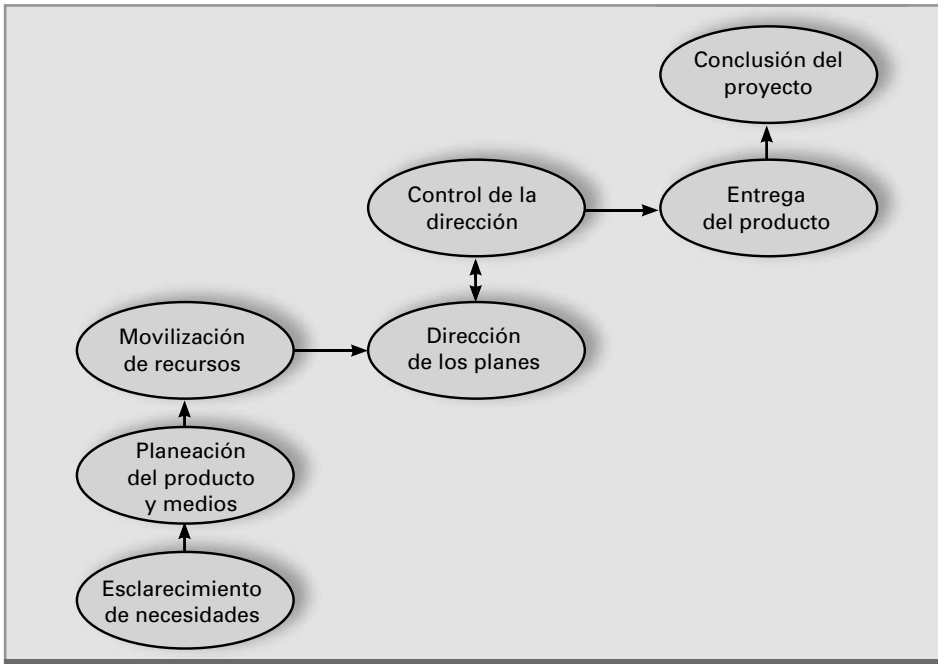 Conclusión del
proyecto
Control de la
dirección
Entrega
del producto
Movilización
de recursos
Dirección
de los planes
Planeación
del producto
y medios
Esclarecimiento
de necesidades